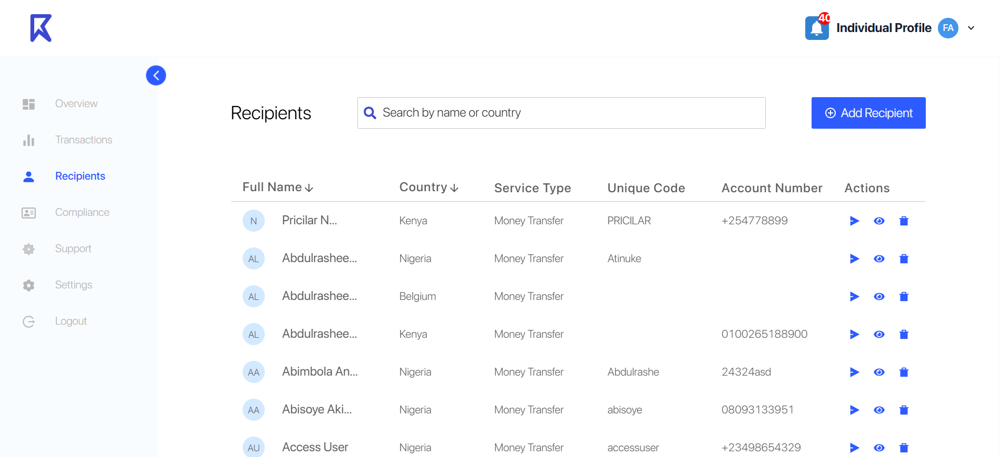 40
Individual Profile FA
Overview
Transactions
Recipients
Compliance
Support
Settings
Logout
Recipients Search by name or country Add Recipient
Full Name Country Service Type Unique Code Account Number Actions
N Pricilar N... Kenya Money Transfer PRICILAR +254778899
AL Abdulrashee... Nigeria Money Transfer Atinuke
AL Abdulrashee... Belgium Money Transfer
AL Abdulrashee... Kenya Money Transfer 0100265188900
AA Abimbola An... Nigeria Money Transfer Abdulrashe 24324asd
AA Abisoye Aki... Nigeria Money Transfer abisoye 08093133951
AU Access User Nigeria Money Transfer accessuser +23498654329